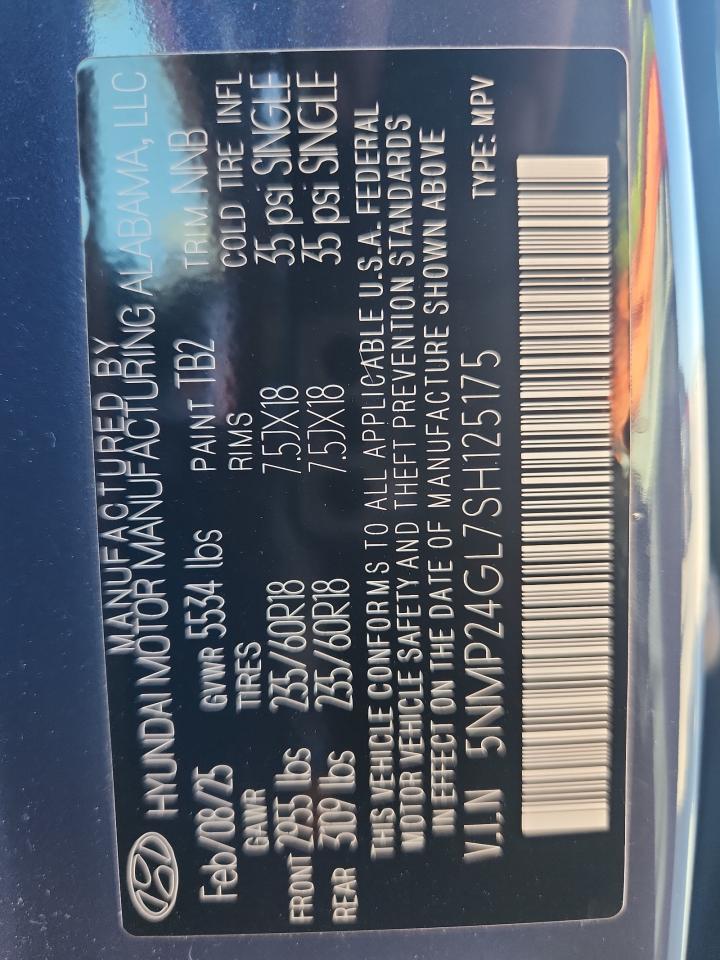 MANUFACTURED BY
HYUNDAI MOTOR MANUFACTURING ALABAMA, LLC
Feb/08/25 GVWR 5534 lbs PAINT TB2 TRIM NNB
GAWR TIRES RIMS COLD TIRE INFL
FRONT 2955 lbs 235/60R18 7.5JX18 35 psi SINGLE
REAR 3109 lbs 235/60R18 7.5JX18 35 psi SINGLE
THIS VEHICLE CONFORMS TO ALL APPLICABLE U.S.A. FEDERAL
MOTOR VEHICLE SAFETY AND THEFT PREVENTION STANDARDS
IN EFFECT ON THE DATE OF MANUFACTURE SHOWN ABOVE
V.I.N 5NMP24GL7SH125175 TYPE: MPV